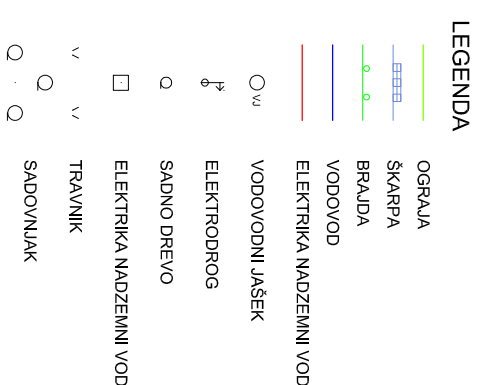 LEGENDA
OGRAJA
ŠKARPA
BRAJDA
VODOVOD
ELEKTRIKA NADZEMNI VOD
VJ VODOVODNI JAŠEK
ELEKTRODROG
SADNO DREVO
ELEKTRIKA NADZEMNI VOD
TRAVNIK
SADOVNJAK